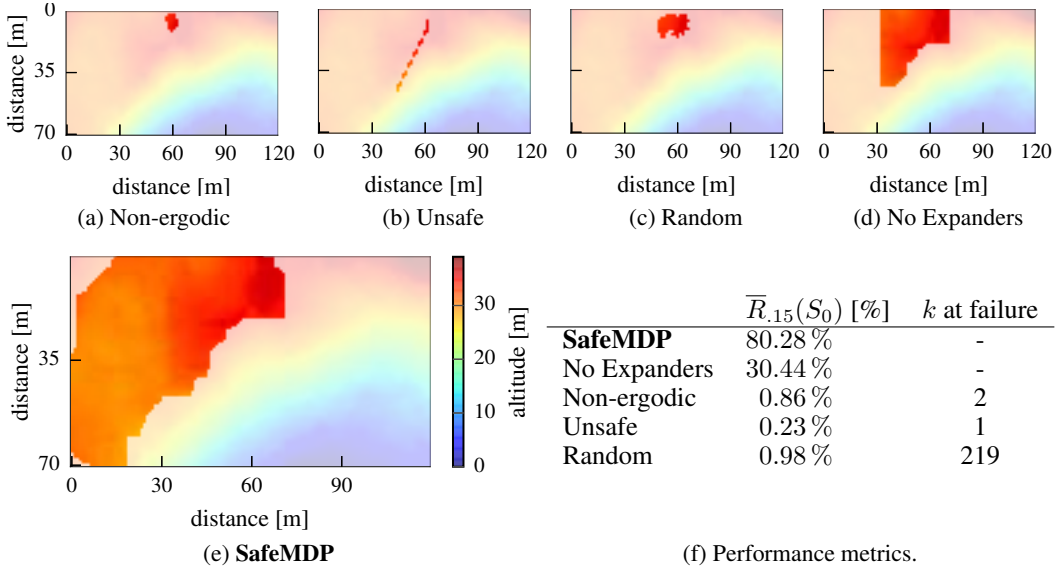 distance [m]
0
35
70
0 30 60 90 120
distance [m]
(a) Non-ergodic
0 30 60 90 120
distance [m]
(b) Unsafe
0 30 60 90 120
distance [m]
(c) Random
0 30 60 90 120
distance [m]
(d) No Expanders
distance [m]
35
70
0 30 60 90
distance [m]
30
20
10
0
altitude [m]
(e) SafeMDP
R̅.15(S0) [%] k at failure
SafeMDP 80.28 % -
No Expanders 30.44 % -
Non-ergodic 0.86 % 2
Unsafe 0.23 % 1
Random 0.98 % 219
(f) Performance metrics.